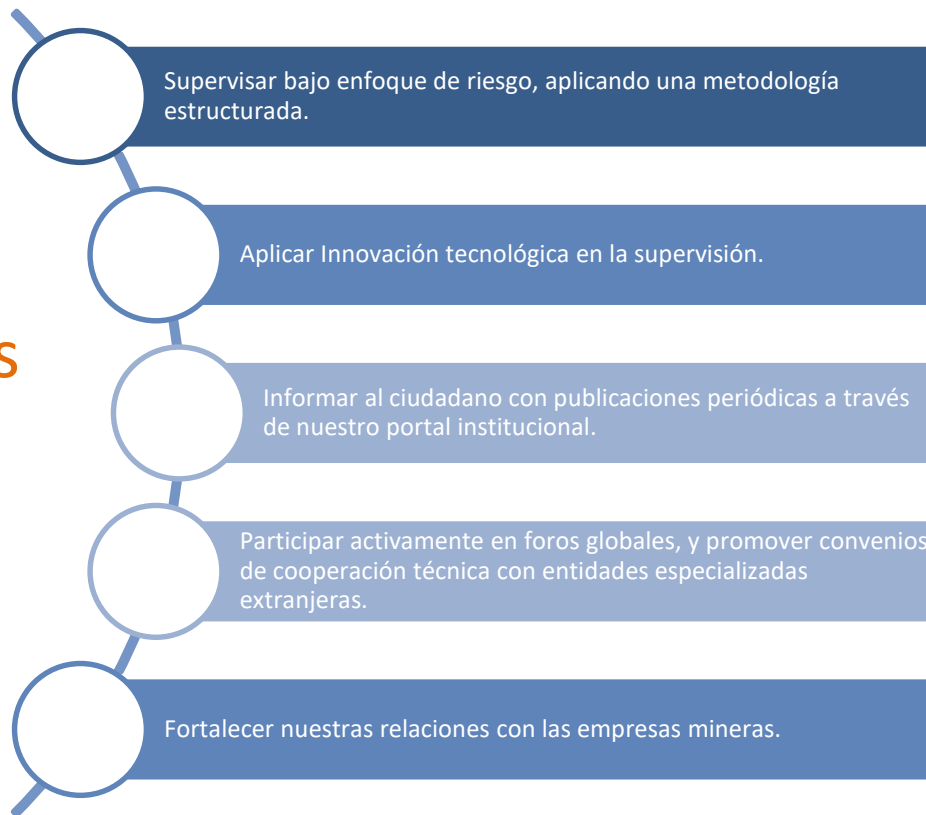 Supervisar bajo enfoque de riesgo, aplicando una metodología
estructurada.
Aplicar Innovación tecnológica en la supervisión.
s
Informar al ciudadano con publicaciones periódicas a través
de nuestro portal institucional.
Participar activamente en foros globales, y promover convenios
de cooperación técnica con entidades especializadas
extranjeras.
Fortalecer nuestras relaciones con las empresas mineras.